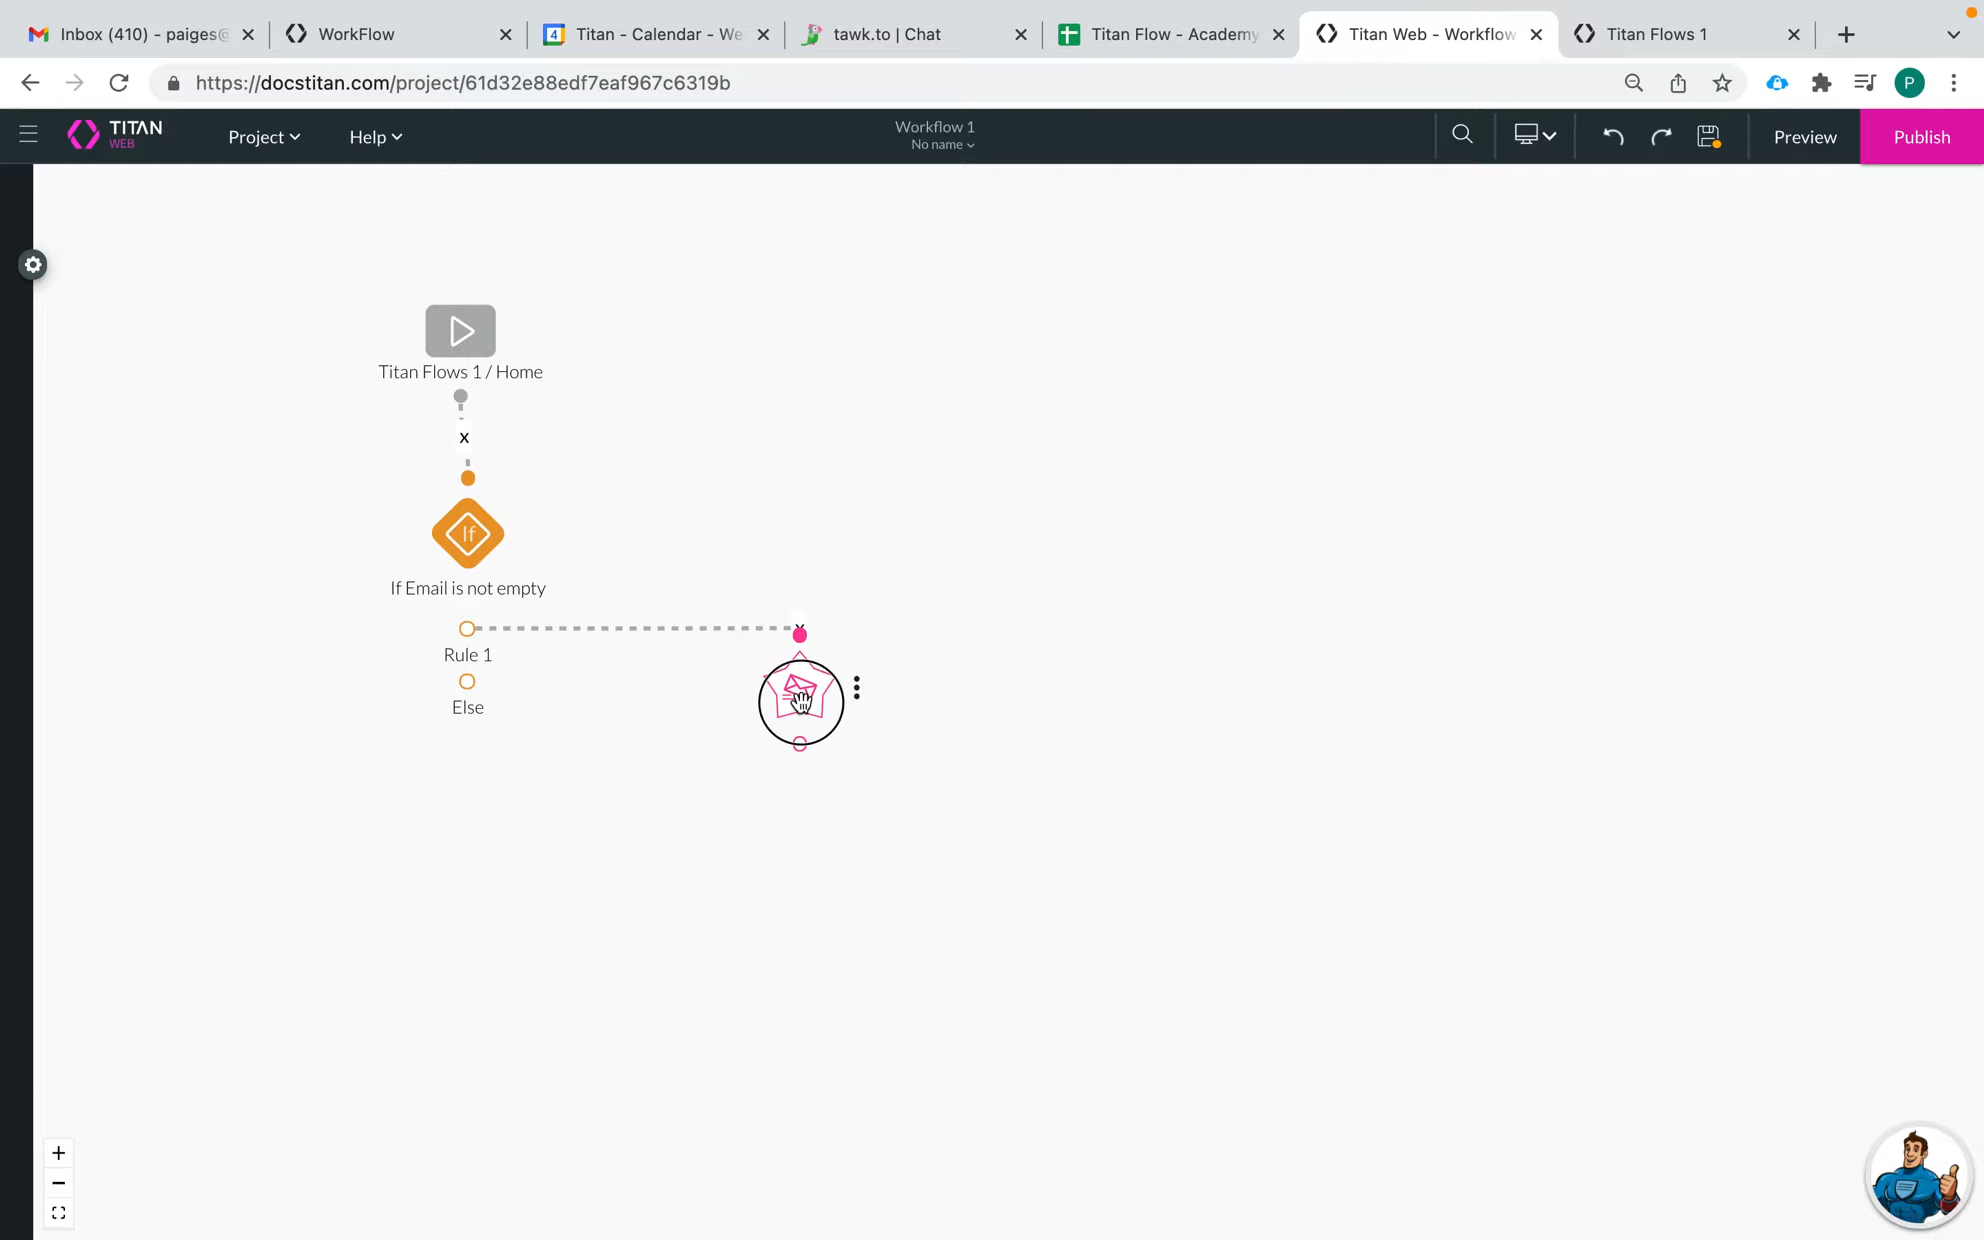 Inbox (410) - paiges@
WorkFlow
4
Titan - Calendar - We
tawk.to | Chat
Titan Flow - Academy
Titan Web - Workflow
Titan Flows 1
https://docstitan.com/project/61d32e88edf7eaf967c6319b
P
TITAN
WEB
Project
Help
Workflow 1
No name
Preview
Publish
Titan Flows 1 / Home
x
If
If Email is not empty
Rule 1
Else